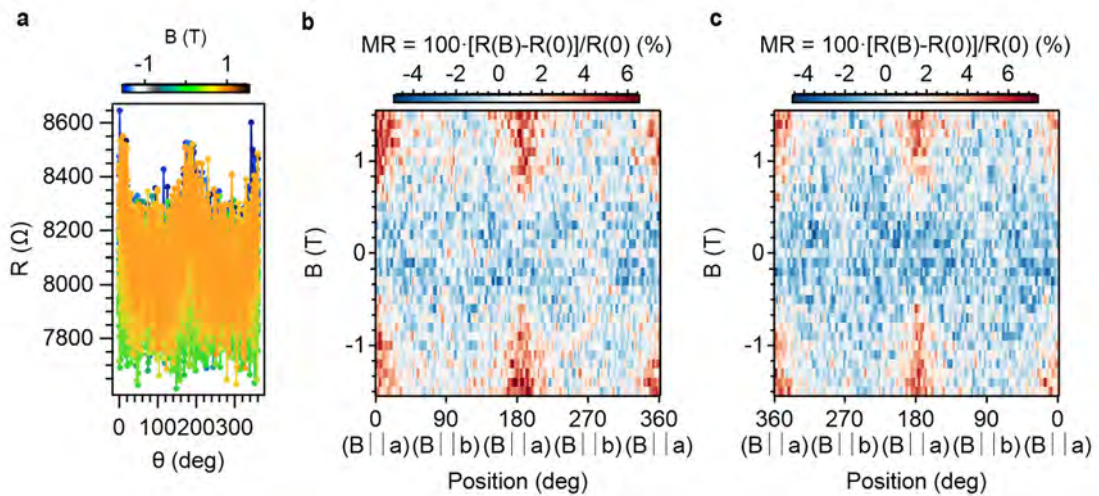 a
B (T)
-1 1
8600
8400
8200
8000
7800
R (Ω)
0 100 200 300
θ (deg)
b
MR = 100·[R(B)-R(0)]/R(0) (%)
-4 -2 0 2 4 6
1
0
-1
B (T)
0 90 180 270 360
(B||a) (B||b) (B||a) (B||b) (B||a)
Position (deg)
c
MR = 100·[R(B)-R(0)]/R(0) (%)
-4 -2 0 2 4 6
1
0
-1
B (T)
360 270 180 90 0
(B||a) (B||b) (B||a) (B||b) (B||a)
Position (deg)